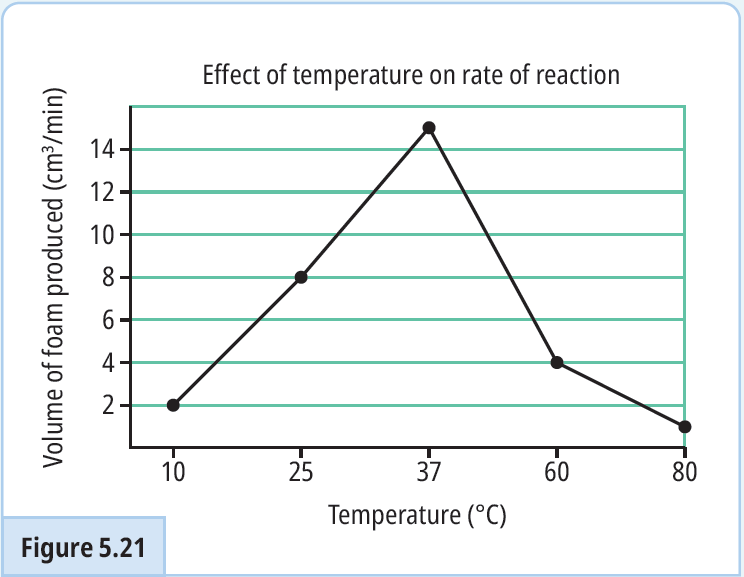 Effect of temperature on rate of reaction
Volume of foam produced (cm³/min)
14
12
10
8
6
4
2
10 25 37 60 80
Temperature (°C)
Figure 5.21